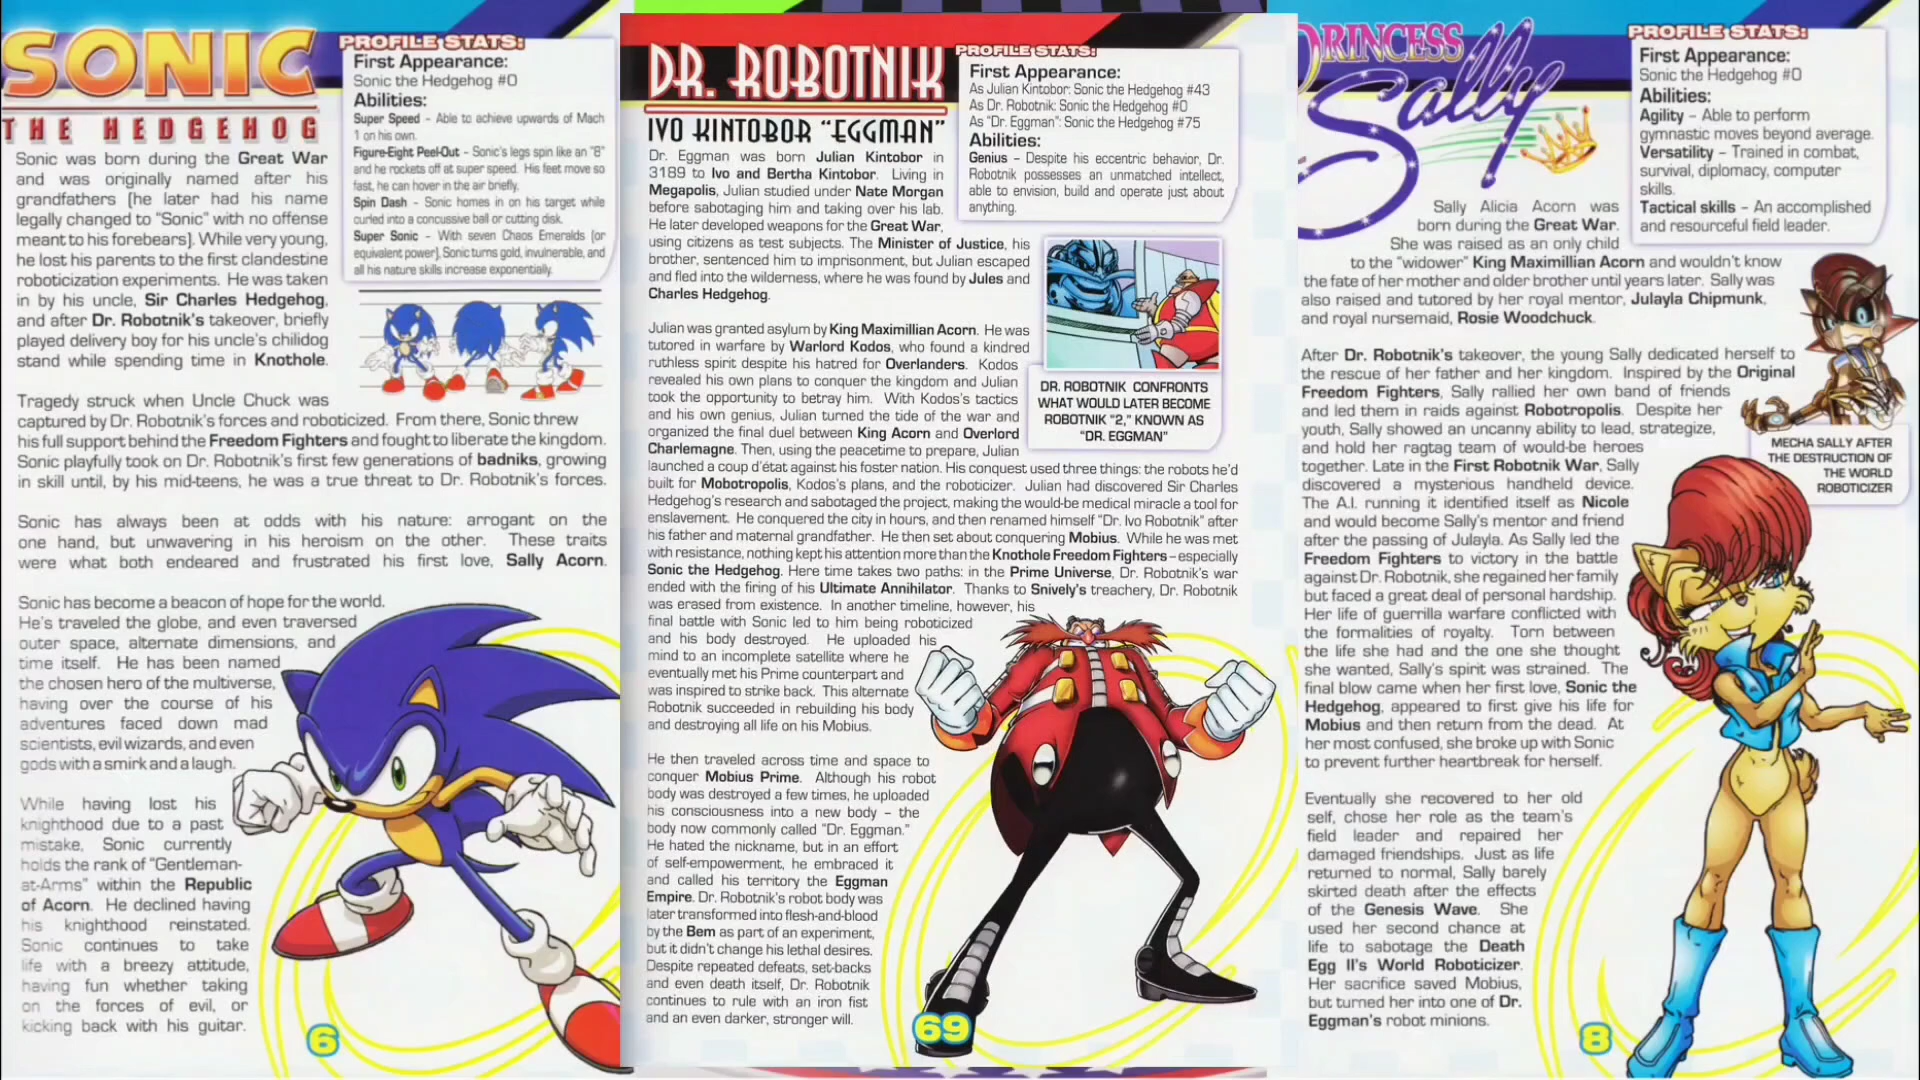 SONIC
THE HEDGEHOG
PROFILE STATS:
First Appearance:
Sonic the Hedgehog #0
Abilities:
Super Speed - Able to achieve upwards of Mach
1 on his own.
Figure-Eight Peel-Out - Sonic's legs spin like an "8"
and he rockets off at super speed. His feet move so
fast, he can hover in the air briefly.
Spin Dash - Sonic homes in on his target while
curled into a concussive ball or cutting disk.
Super Sonic - With seven Chaos Emeralds (or
equivalent power), Sonic turns gold, invulnerable, and
all his nature skills increase exponentially.
Sonic was born during the Great War
and was originally named after his
grandfathers (he later had his name
legally changed to "Sonic" with no offense
meant to his forebears). While very young,
he lost his parents to the first clandestine
roboticization experiments. He was taken
in by his uncle, Sir Charles Hedgehog,
and after Dr. Robotnik's takeover, briefly
played delivery boy for his uncle's chilidog
stand while spending time in Knothole.
Tragedy struck when Uncle Chuck was
captured by Dr. Robotnik's forces and roboticized. From there, Sonic threw
his full support behind the Freedom Fighters and fought to liberate the kingdom.
Sonic playfully took on Dr. Robotnik's first few generations of badniks, growing
in skill until, by his mid-teens, he was a true threat to Dr. Robotnik's forces.
Sonic has always been at odds with his nature: arrogant on the
one hand, but unwavering in his heroism on the other. These traits
were what both endeared and frustrated his first love, Sally Acorn.
Sonic has become a beacon of hope for the world.
He's traveled the globe, and even traversed
outer space, alternate dimensions, and
time itself. He has been named
the chosen hero of the multiverse,
having over the course of his
adventures faced down mad
scientists, evil wizards, and even
gods with a smirk and a laugh.
While having lost his
knighthood due to a past
mistake, Sonic currently
holds the rank of "Gentleman-
at-Arms" within the Republic
of Acorn. He declined having
his knighthood reinstated.
Sonic continues to take
life with a breezy attitude,
having fun whether taking
on the forces of evil, or
kicking back with his guitar.
6
DR. ROBOTNIK
IVO KINTOBOR "EGGMAN"
PROFILE STATS:
First Appearance:
As Julian Kintobor: Sonic the Hedgehog #43
As Dr. Robotnik: Sonic the Hedgehog #0
As "Dr. Eggman": Sonic the Hedgehog #75
Abilities:
Genius - Despite his eccentric behavior, Dr.
Robotnik possesses an unmatched intellect,
able to envision, build and operate just about
anything.
Dr. Eggman was born Julian Kintobor in
3189 to Ivo and Bertha Kintobor. Living in
Megapolis, Julian studied under Nate Morgan
before sabotaging him and taking over his lab.
He later developed weapons for the Great War,
using citizens as test subjects. The Minister of Justice, his
brother, sentenced him to imprisonment, but Julian escaped
and fled into the wilderness, where he was found by Jules and
Charles Hedgehog.
Julian was granted asylum by King Maximillian Acorn. He was
tutored in warfare by Warlord Kodos, who found a kindred
ruthless spirit despite his hatred for Overlanders. Kodos
revealed his own plans to conquer the kingdom and Julian
took the opportunity to betray him. With Kodos's tactics
and his own genius, Julian turned the tide of the war and
organized the final duel between King Acorn and Overlord
Charlemagne. Then, using the peacetime to prepare, Julian
launched a coup d'état against his foster nation. His conquest used three things: the robots he'd
built for Mobotropolis, Kodos's plans, and the roboticizer. Julian had discovered Sir Charles
Hedgehog's research and sabotaged the project, making the would-be medical miracle a tool for
enslavement. He conquered the city in hours, and then renamed himself "Dr. Ivo Robotnik" after
his father and maternal grandfather. He then set about conquering Mobius. While he was met
with resistance, nothing kept his attention more than the Knothole Freedom Fighters – especially
Sonic the Hedgehog. Here time takes two paths: in the Prime Universe, Dr. Robotnik's war
ended with the firing of his Ultimate Annihilator. Thanks to Snively's treachery, Dr. Robotnik
was erased from existence. In another timeline, however, his
final battle with Sonic led to him being roboticized
and his body destroyed. He uploaded his
mind to an incomplete satellite where he
eventually met his Prime counterpart and
was inspired to strike back. This alternate
Robotnik succeeded in rebuilding his body
and destroying all life on his Mobius.
DR. ROBOTNIK CONFRONTS
WHAT WOULD LATER BECOME
ROBOTNIK "2," KNOWN AS
"DR. EGGMAN"
He then traveled across time and space to
conquer Mobius Prime. Although his robot
body was destroyed a few times, he uploaded
his consciousness into a new body – the
body now commonly called "Dr. Eggman."
He hated the nickname, but in an effort
of self-empowerment, he embraced it
and called his territory the Eggman
Empire. Dr. Robotnik's robot body was
later transformed into flesh-and-blood
by the Bem as part of an experiment,
but it didn't change his lethal desires.
Despite repeated defeats, set-backs
and even death itself, Dr. Robotnik
continues to rule with an iron fist
and an even darker, stronger will.
69
PRINCESS
Sally
PROFILE STATS:
First Appearance:
Sonic the Hedgehog #0
Abilities:
Agility – Able to perform
gymnastic moves beyond average.
Versatility – Trained in combat,
survival, diplomacy, computer
skills.
Tactical skills – An accomplished
and resourceful field leader.
Sally Alicia Acorn was
born during the Great War.
She was raised as an only child
to the "widower" King Maximillian Acorn and wouldn't know
the fate of her mother and older brother until years later. Sally was
also raised and tutored by her royal mentor, Julayla Chipmunk,
and royal nursemaid, Rosie Woodchuck.
After Dr. Robotnik's takeover, the young Sally dedicated herself to
the rescue of her father and her kingdom. Inspired by the Original
Freedom Fighters, Sally rallied her own band of friends
and led them in raids against Robotropolis. Despite her
youth, Sally showed an uncanny ability to lead, strategize,
and hold her ragtag team of would-be heroes
together. Late in the First Robotnik War, Sally
discovered a mysterious handheld device.
The A.I. running it identified itself as Nicole
and would become Sally's mentor and friend
after the passing of Julayla. As Sally led the
Freedom Fighters to victory in the battle
against Dr. Robotnik, she regained her family
but faced a great deal of personal hardship.
Her life of guerrilla warfare conflicted with
the formalities of royalty. Torn between
the life she had and the one she thought
she wanted, Sally's spirit was strained. The
final blow came when her first love, Sonic the
Hedgehog, appeared to first give his life for
Mobius and then return from the dead. At
her most confused, she broke up with Sonic
to prevent further heartbreak for herself.
MECHA SALLY AFTER
THE DESTRUCTION OF
THE WORLD
ROBOTICIZER
Eventually she recovered to her old
self, chose her role as the team's
field leader and repaired her
damaged friendships. Just as life
returned to normal, Sally barely
skirted death after the effects
of the Genesis Wave. She
used her second chance at
life to sabotage the Death
Egg II's World Roboticizer.
Her sacrifice saved Mobius,
but turned her into one of Dr.
Eggman's robot minions.
8